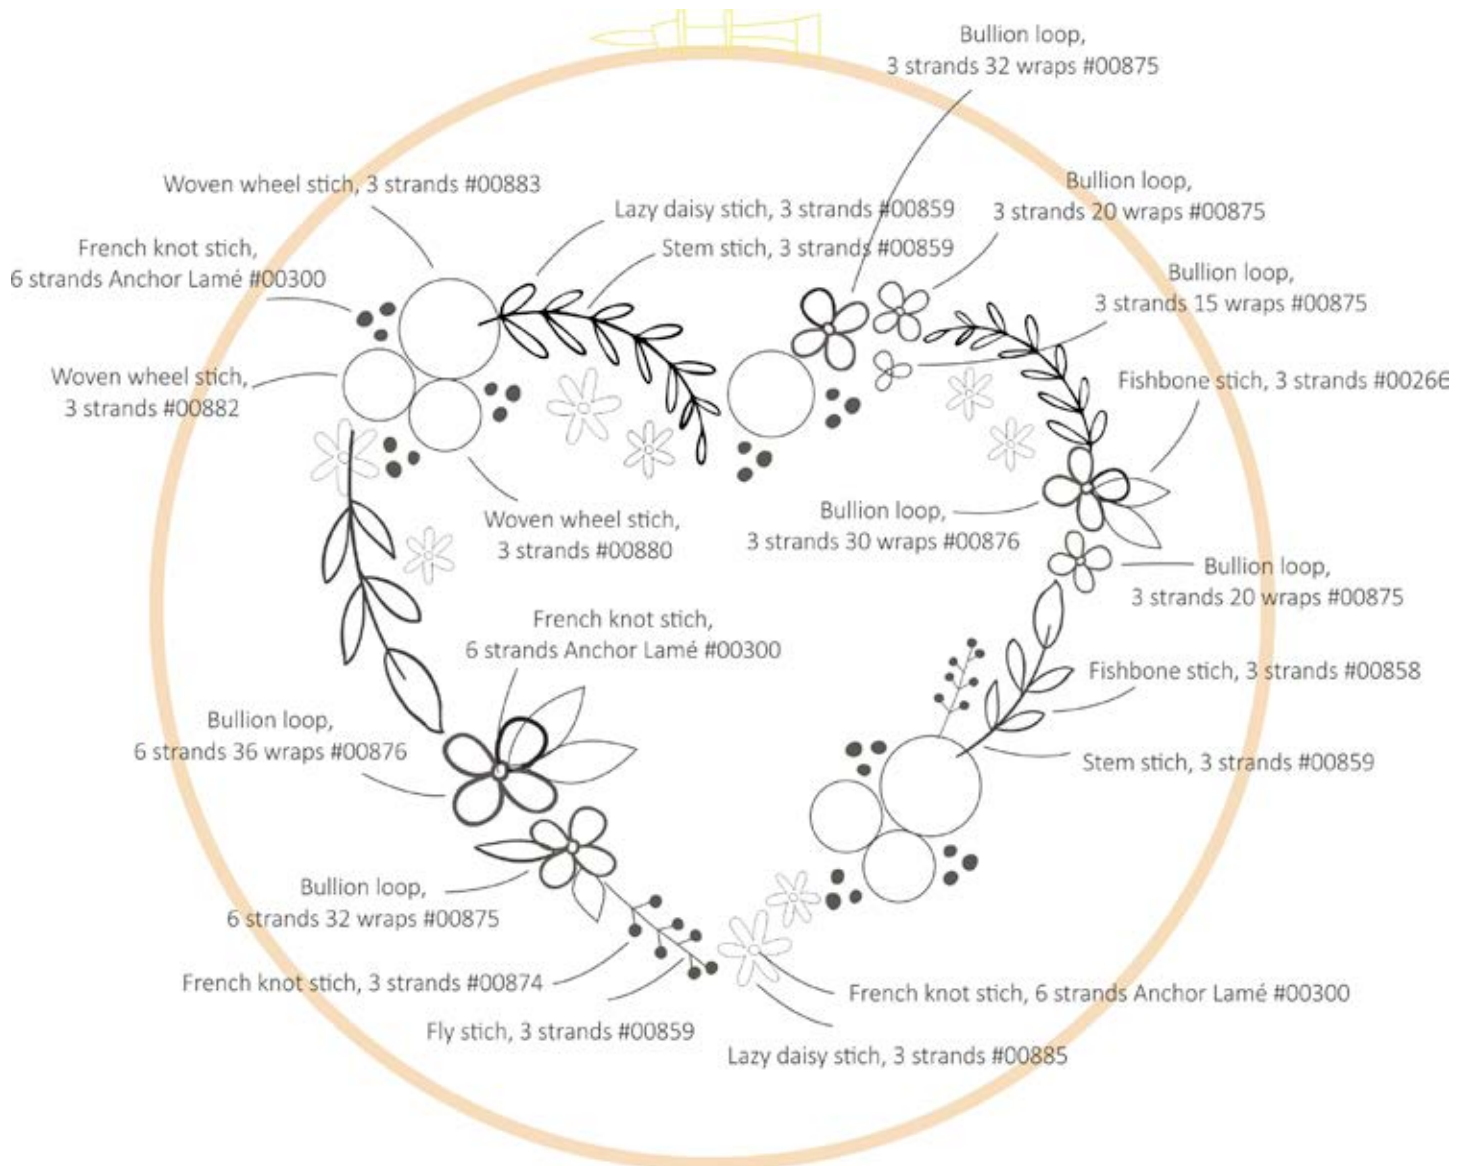 Bullion loop,
3 strands 32 wraps #00875
Woven wheel stich, 3 strands #00883
Bullion loop,
3 strands 20 wraps #00875
Lazy daisy stich, 3 strands #00859
French knot stich,
6 strands Anchor Lamé #00300
Stem stich, 3 strands #00859
Bullion loop,
3 strands 15 wraps #00875
Woven wheel stich,
3 strands #00882
Fishbone stich, 3 strands #00266
Woven wheel stich,
3 strands #00880
Bullion loop,
3 strands 30 wraps #00876
Bullion loop,
3 strands 20 wraps #00875
French knot stich,
6 strands Anchor Lamé #00300
Fishbone stich, 3 strands #00858
Bullion loop,
6 strands 36 wraps #00876
Stem stich, 3 strands #00859
Bullion loop,
6 strands 32 wraps #00875
French knot stich, 3 strands #00874
French knot stich, 6 strands Anchor Lamé #00300
Fly stich, 3 strands #00859
Lazy daisy stich, 3 strands #00885